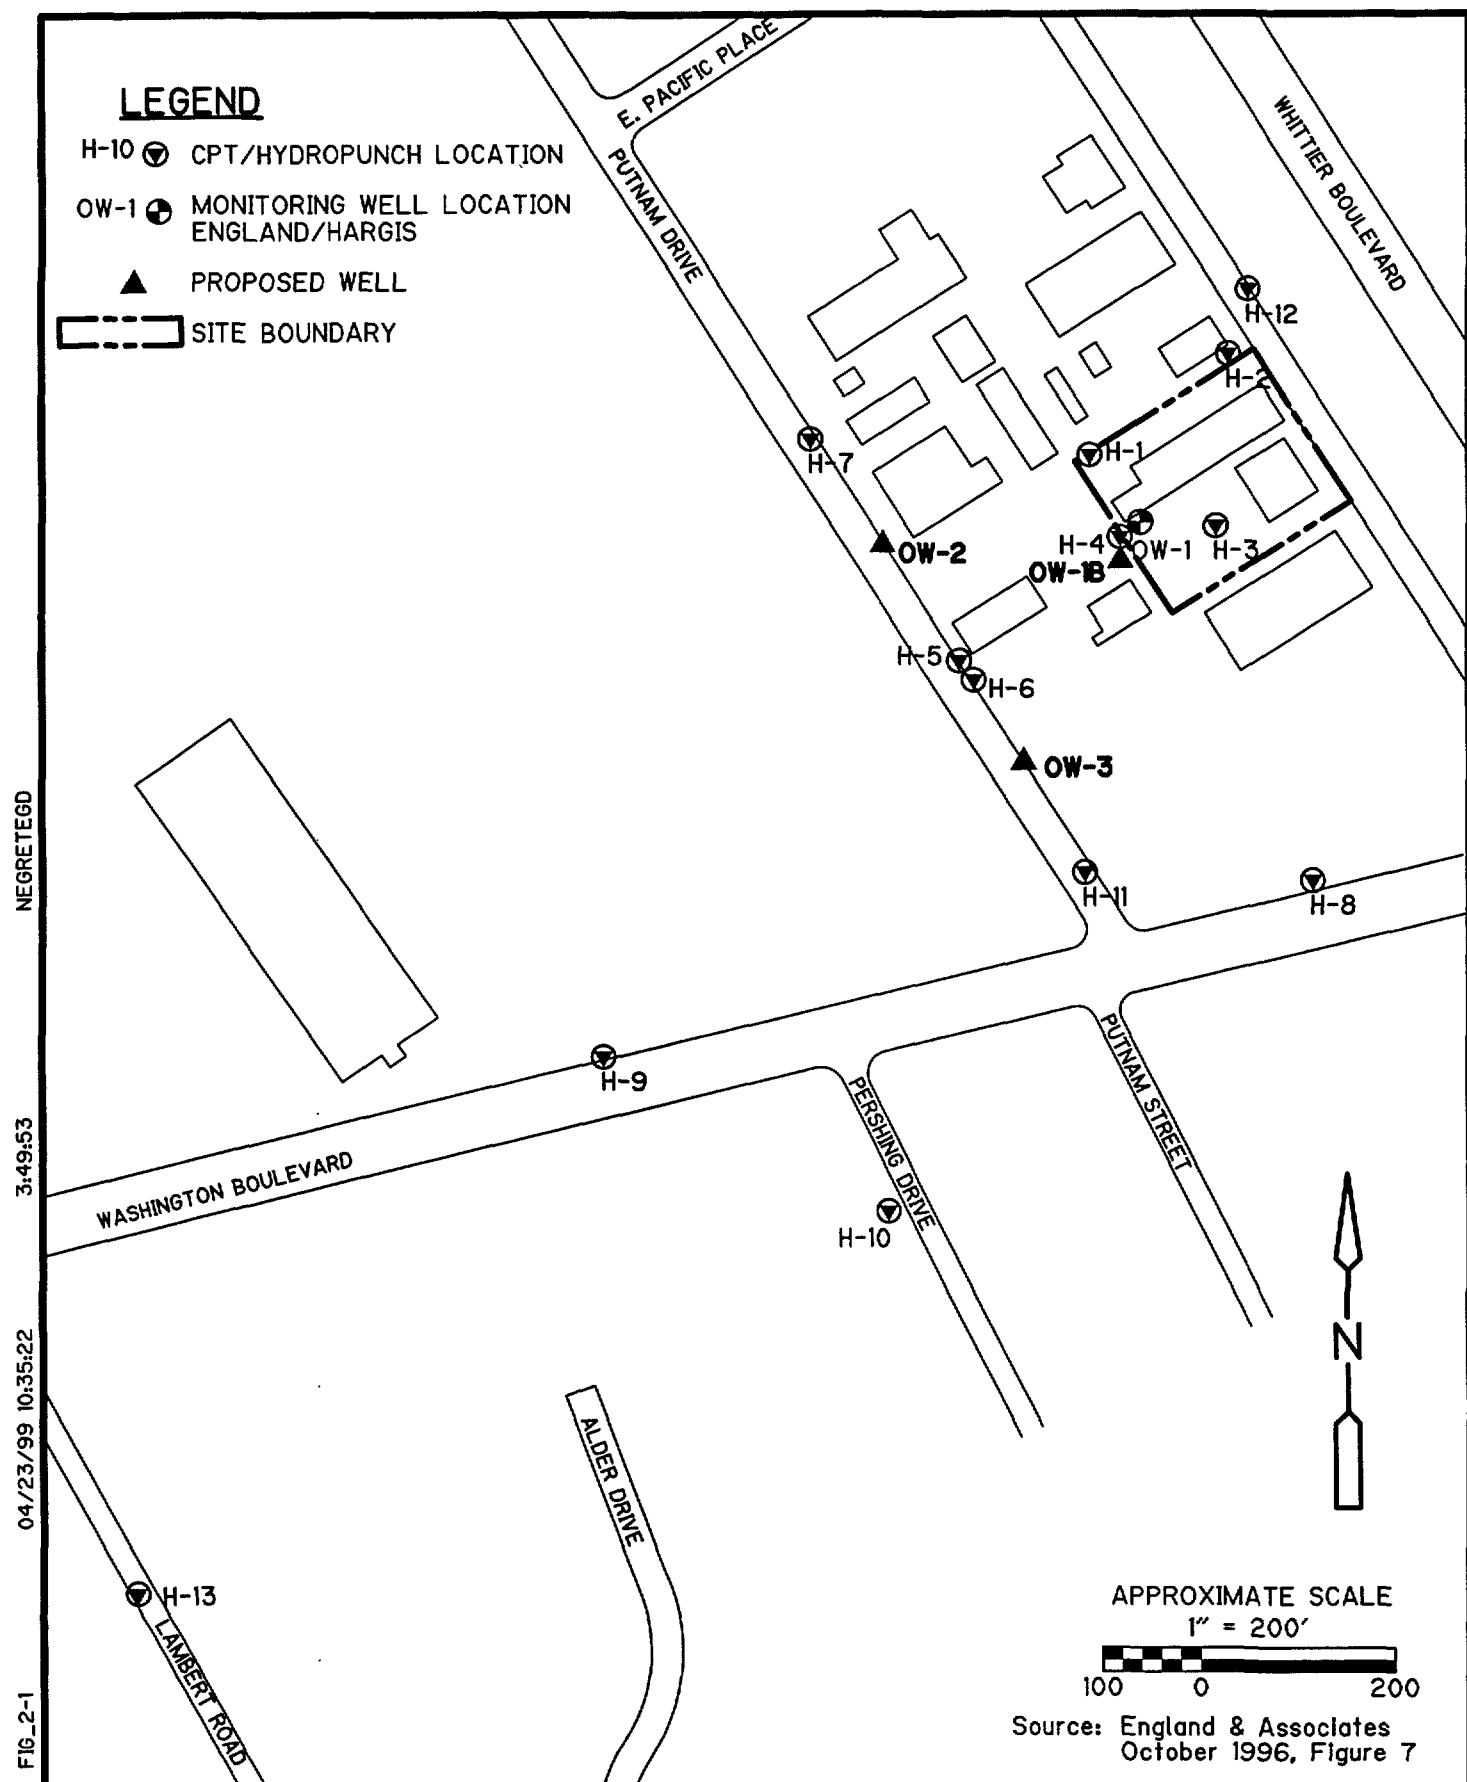 LEGEND
H-10 CPT/HYDROPUNCH LOCATION
OW-1 MONITORING WELL LOCATION
ENGLAND/HARGIS
PROPOSED WELL
SITE BOUNDARY
E. PACIFIC PLACE
PUTNAM DRIVE
WHITTIER BOULEVARD
H-12
H-2
H-1
H-7
H-4
OW-1
H-3
OW-2
OW-1B
H-5
H-6
OW-3
H-11
H-8
H-9
PUTNAM STREET
PERSHING DRIVE
WASHINGTON BOULEVARD
H-10
N
ALDER DRIVE
H-13
LAMBERT ROAD
APPROXIMATE SCALE
1" = 200'
100 0 200
Source: England & Associates
October 1996, Figure 7
FIG_2-1 04/23/99 10:35:22 3:49:53 NEGRETEGD